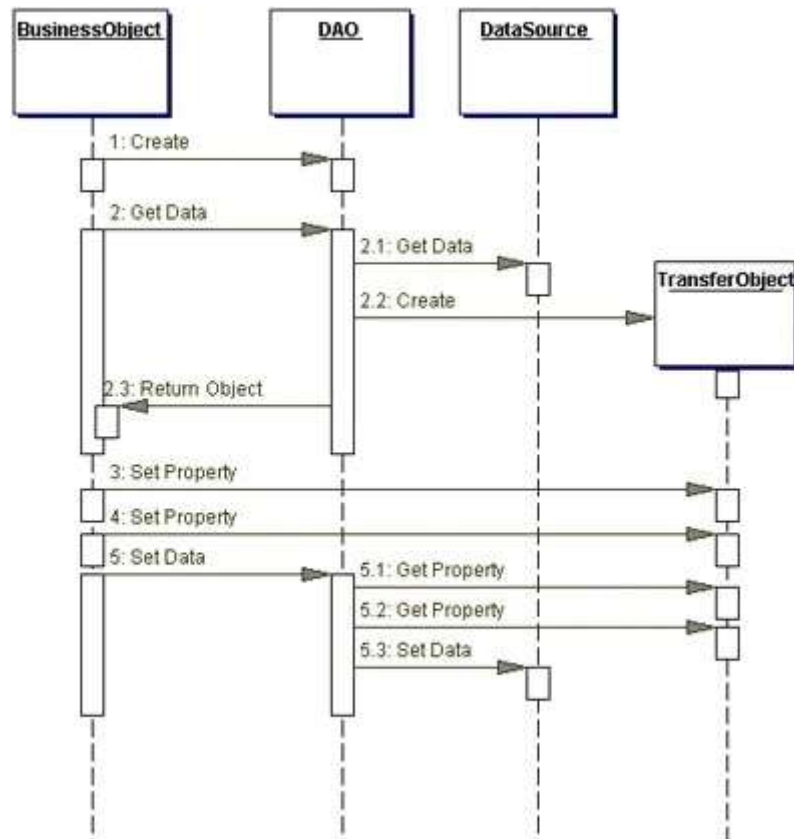 BusinessObject
DAO
DataSource
1: Create
2: Get Data
2.1: Get Data
TransferObject
2.2: Create
2.3: Return Object
3: Set Property
4: Set Property
5: Set Data
5.1: Get Property
5.2: Get Property
5.3: Set Data